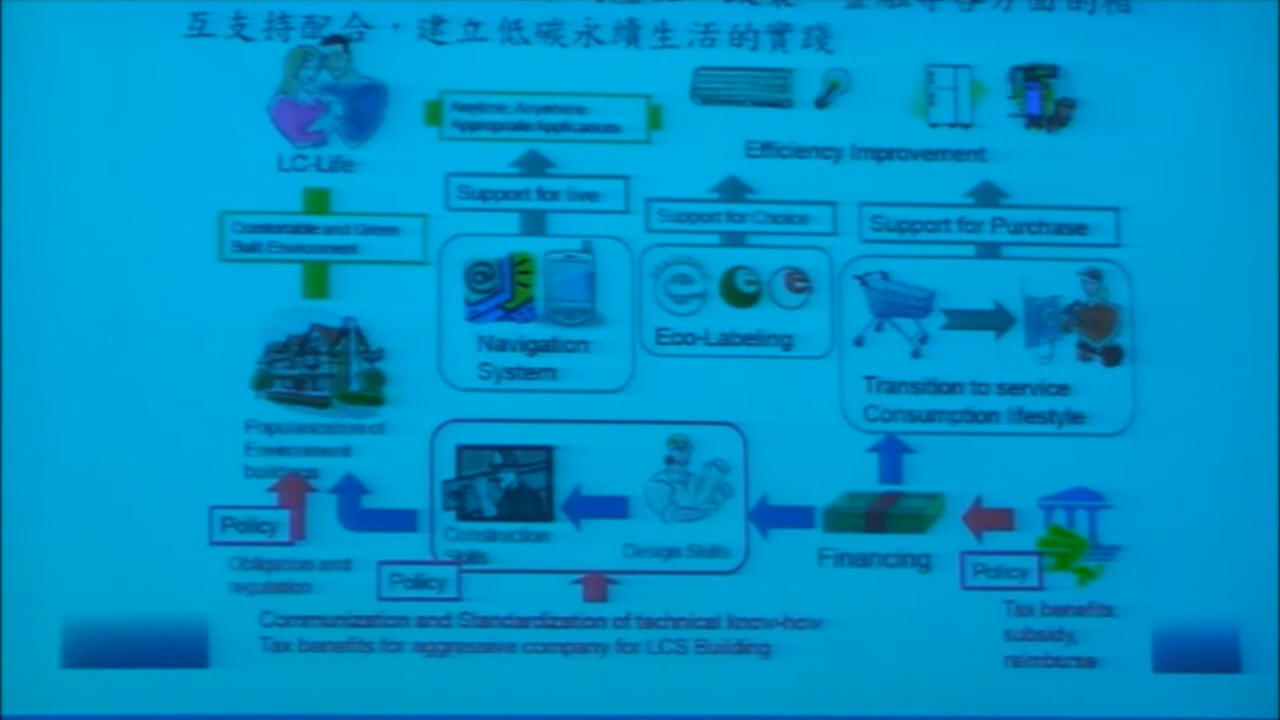 互支持配合，建立低碳永續生活的實踐
Anytime, Anywhere
Appropriate Appliances
LC-Life
Efficiency Improvement
Support for live
Support for Choice
Support for Purchase
Comfortable and Green
Built Environment
Navigation
System
Eco-Labeling
Transition to service
Consumption lifestyle
Popularization of
Environment
buildings
Construction
Skills
Design Skills
Financing
Policy
Policy
Policy
Obligation and
regulation
Communization and Standardization of technical know-how
Tax benefits for aggressive company for LCS Building
Tax benefits,
subsidy,
reimburse